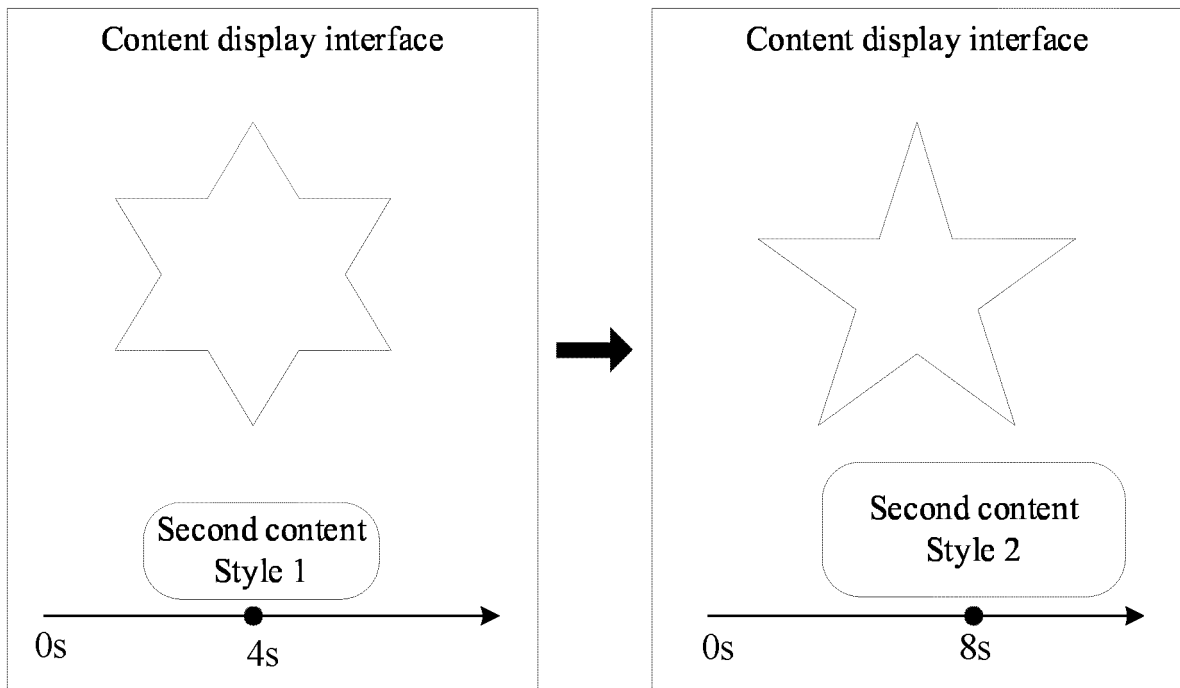 Content display interface
Second content
Style 1
0s
4s
Content display interface
Second content
Style 2
0s
8s